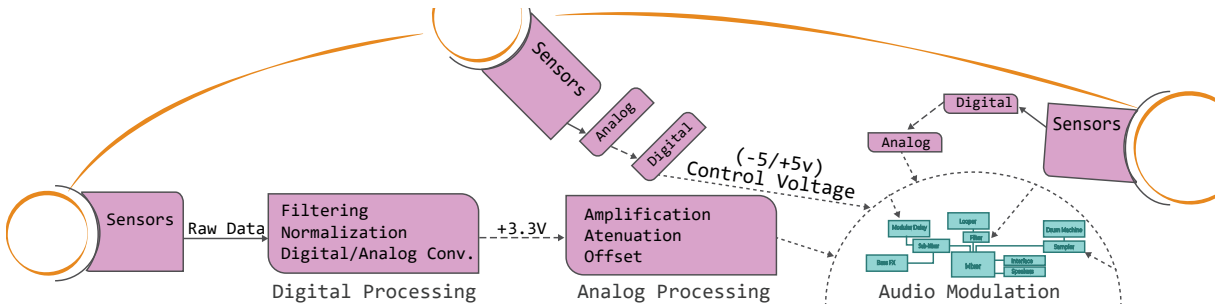 Sensors
Raw Data
Filtering
Normalization
Digital/Analog Conv.
Digital Processing
+3.3V
Amplification
Atenuation
Offset
Analog Processing
Sensors
Analog
Digital
(-5/+5v)
Control Voltage
Sensors
Digital
Analog
Modular Delay
Sub-Mixer
Bass FX
Looper
Filter
Mixer
Drum Machine
Sampler
Interface
Speakers
Audio Modulation